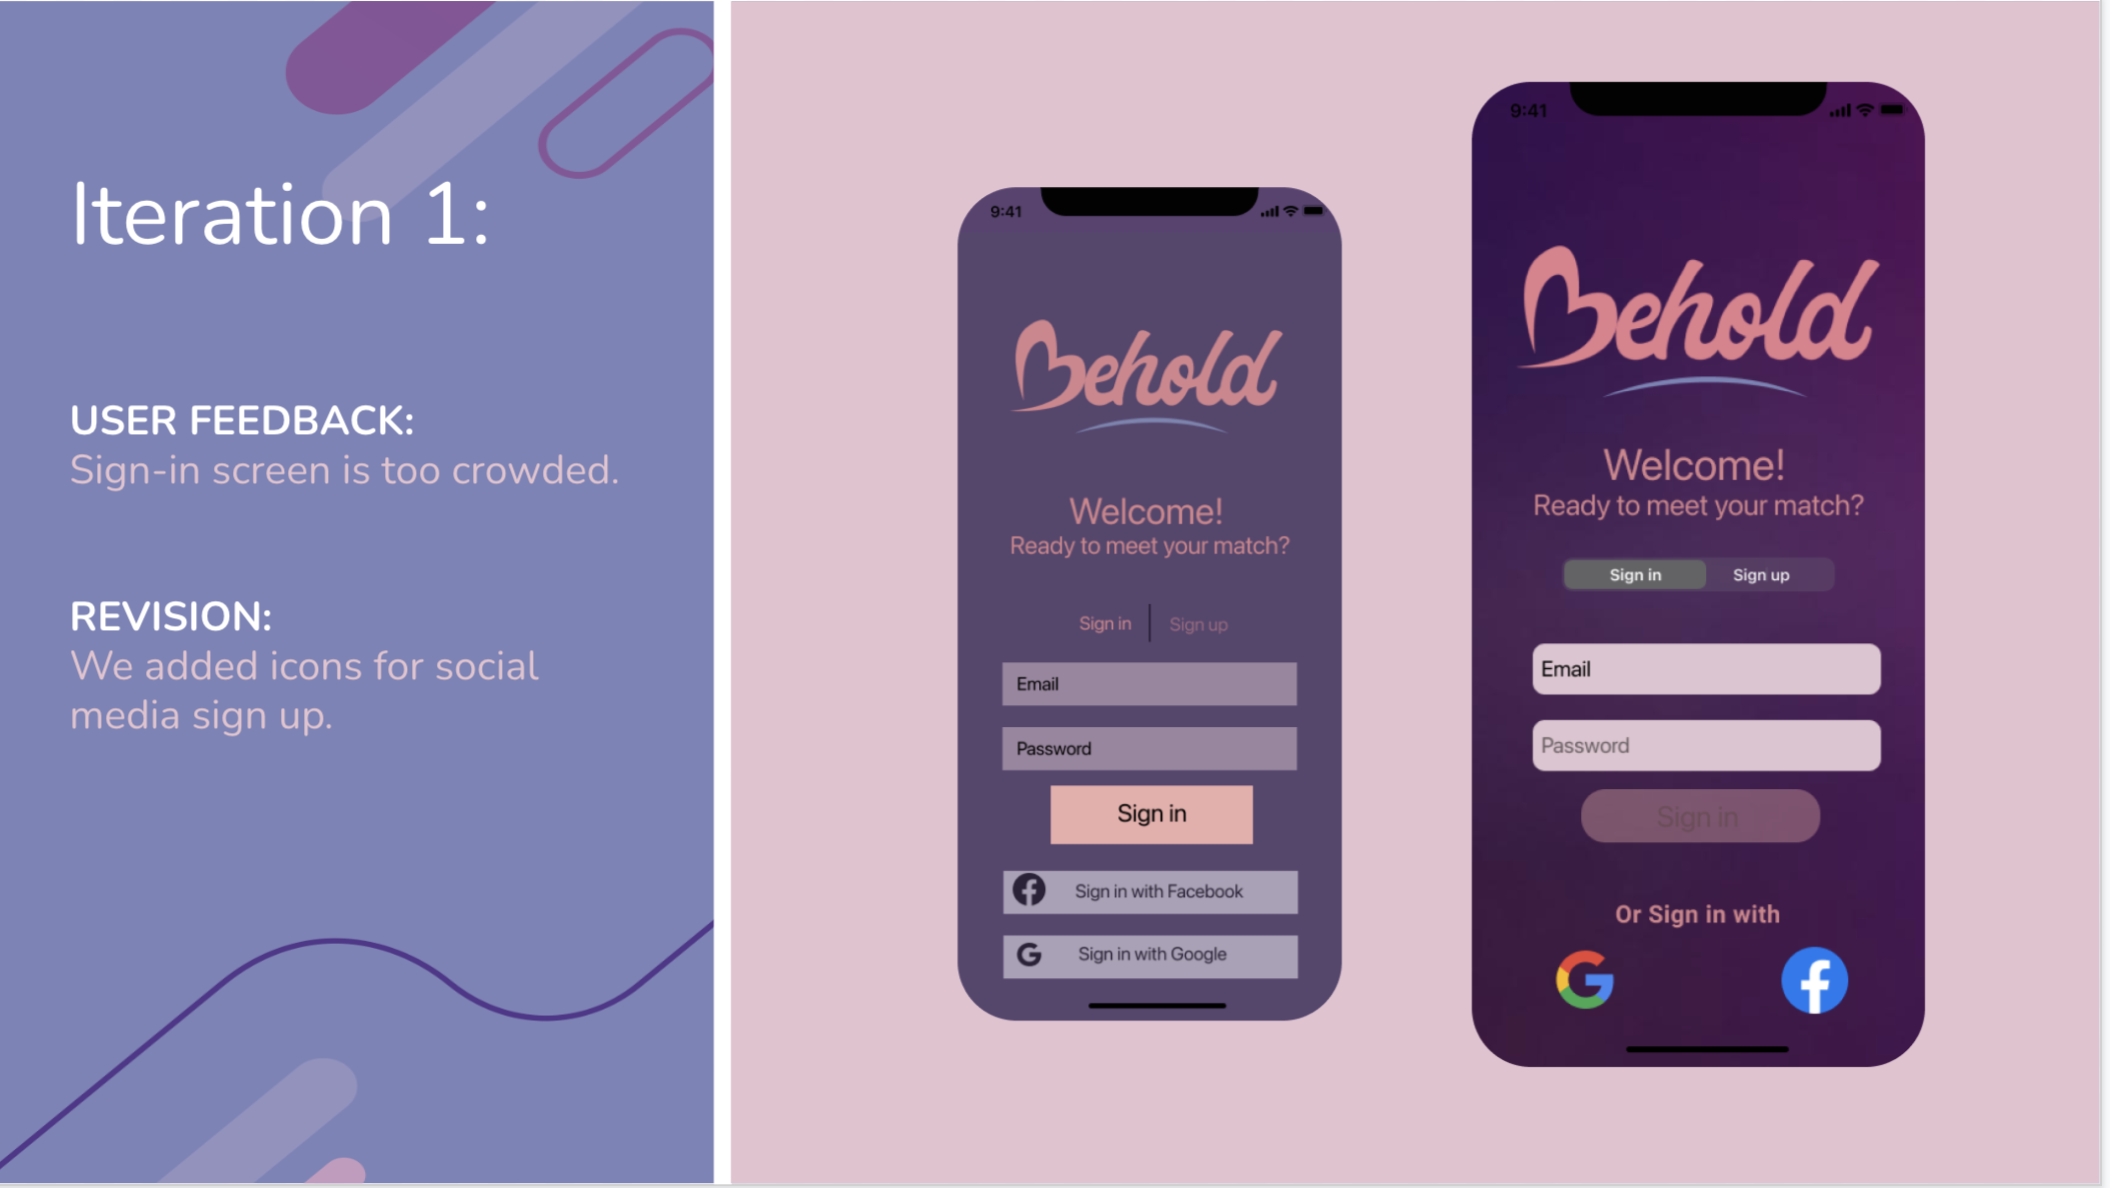 Iteration 1:
USER FEEDBACK:
Sign-in screen is too crowded.
REVISION:
We added icons for social
media sign up.
9:41
Behold
Welcome!
Ready to meet your match?
Sign in
Sign up
Email
Password
Sign in
Sign in with Facebook
G
Sign in with Google
9:41
Behold
Welcome!
Ready to meet your match?
Sign in
Sign up
Email
Password
Sign in
Or Sign in with